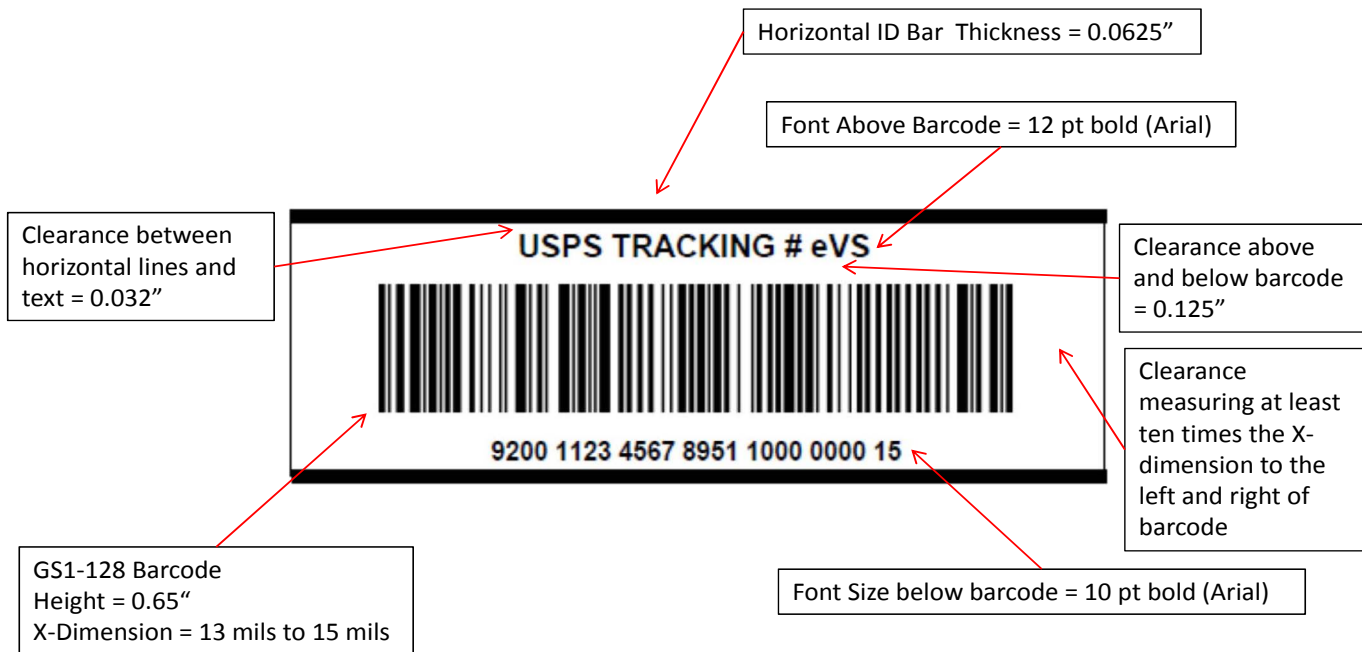 Horizontal ID Bar  Thickness = 0.0625”
Font Above Barcode = 12 pt bold (Arial)
Clearance between
horizontal lines and
text = 0.032”
USPS TRACKING # eVS
Clearance above
and below barcode
= 0.125”
Clearance
measuring at least
ten times the X-
dimension to the
left and right of
barcode
9200 1123 4567 8951 1000 0000 15
GS1-128 Barcode
Height = 0.65“
X-Dimension = 13 mils to 15 mils
Font Size below barcode = 10 pt bold (Arial)